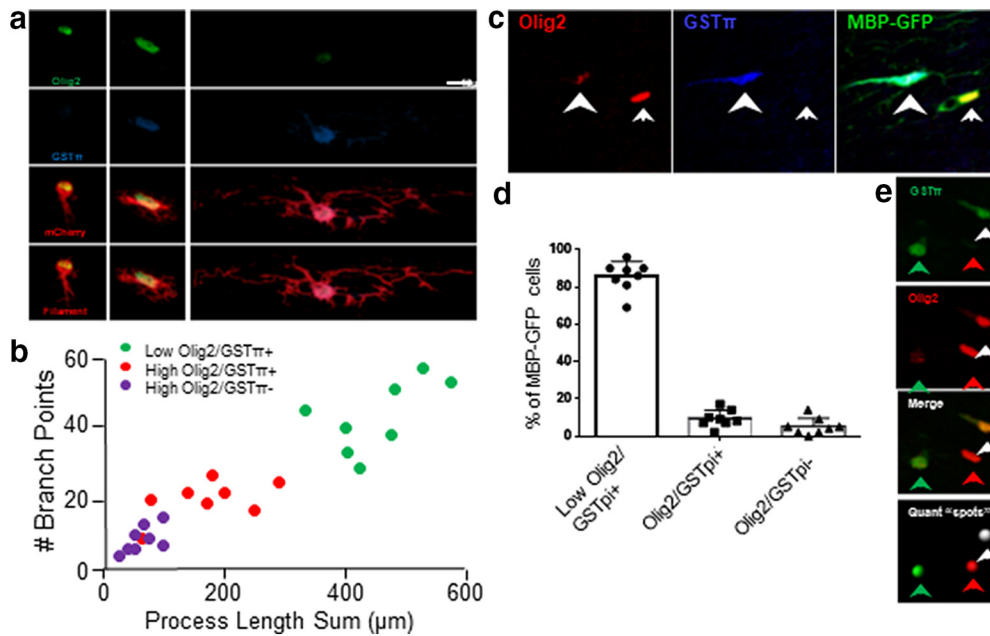 a
Olig2
GSTπ
mCherry
Filament
b
Low Olig2/GSTπ+
High Olig2/GSTπ+
High Olig2/GSTπ-
# Branch Points
60
40
20
0
0
200
400
600
Process Length Sum (µm)
c
Olig2
GSTπ
MBP-GFP
d
% of MBP-GFP cells
100
80
60
40
20
0
Low Olig2/
GSTpi+
Olig2/GSTpi+
Olig2/GSTpi-
e
GSTπ
Olig2
Merge
Quant "spots"